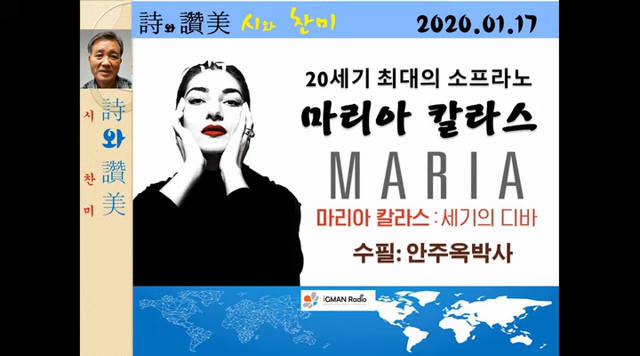 詩와 讚美 시와 찬미
2020.01.17
詩와 讚美
시 찬 미
20세기 최대의 소프라노
마리아 칼라스
MARIA
마리아 칼라스 : 세기의 디바
수필: 안주옥박사
iGMAN Radio